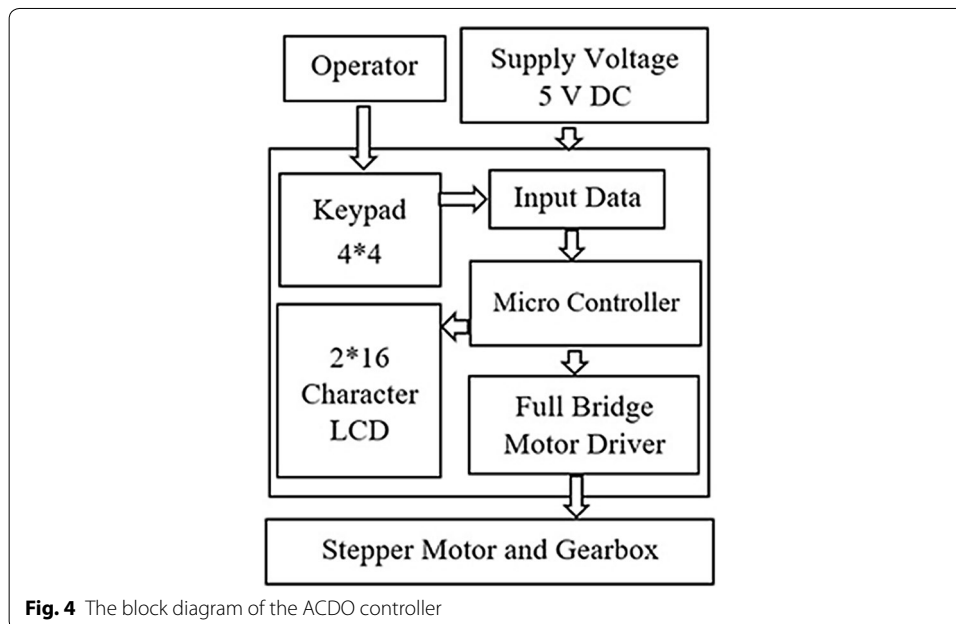 Operator
Supply Voltage
5 V DC
Keypad
4*4
Input Data
Micro Controller
2*16
Character
LCD
Full Bridge
Motor Driver
Stepper Motor and Gearbox
Fig. 4 The block diagram of the ACDO controller